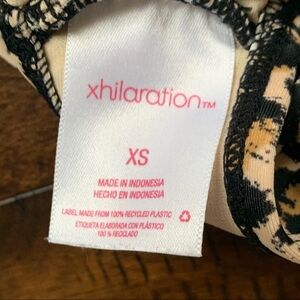 xhilaration™
XS
MADE IN INDONESIA
HECHO EN INDONESIA
LABEL MADE FROM 100% RECYCLED PLASTIC
ETIQUETA ELABORADA CON PLÁSTICO
100 % RECICLADO